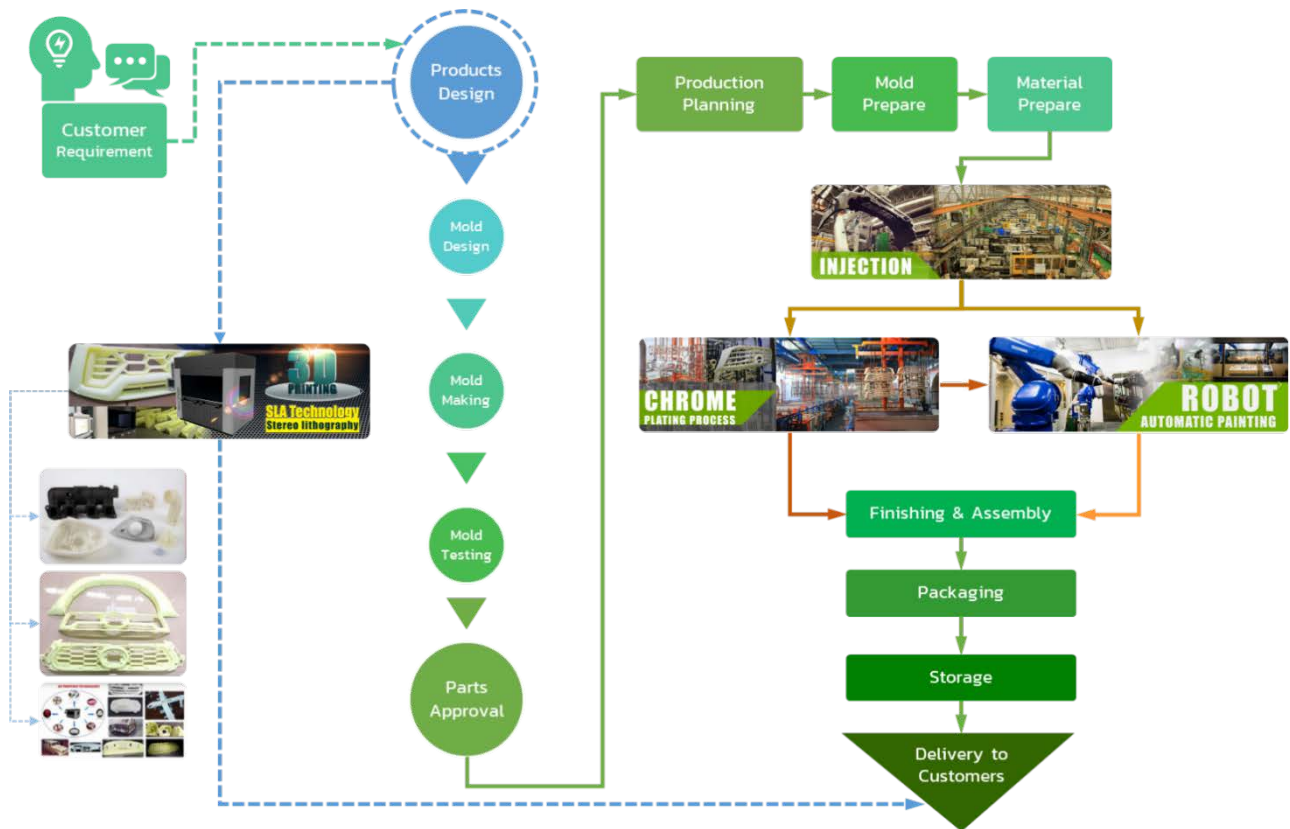 Customer
Requirement
Products
Design
Mold
Design
Mold
Making
Mold
Testing
Parts
Approval
3D
PRINTING
SLA Technology
Stereo lithography
Production
Planning
Mold
Prepare
Material
Prepare
INJECTION
CHROME
PLATING PROCESS
ROBOT
AUTOMATIC PAINTING
Finishing & Assembly
Packaging
Storage
Delivery to
Customers